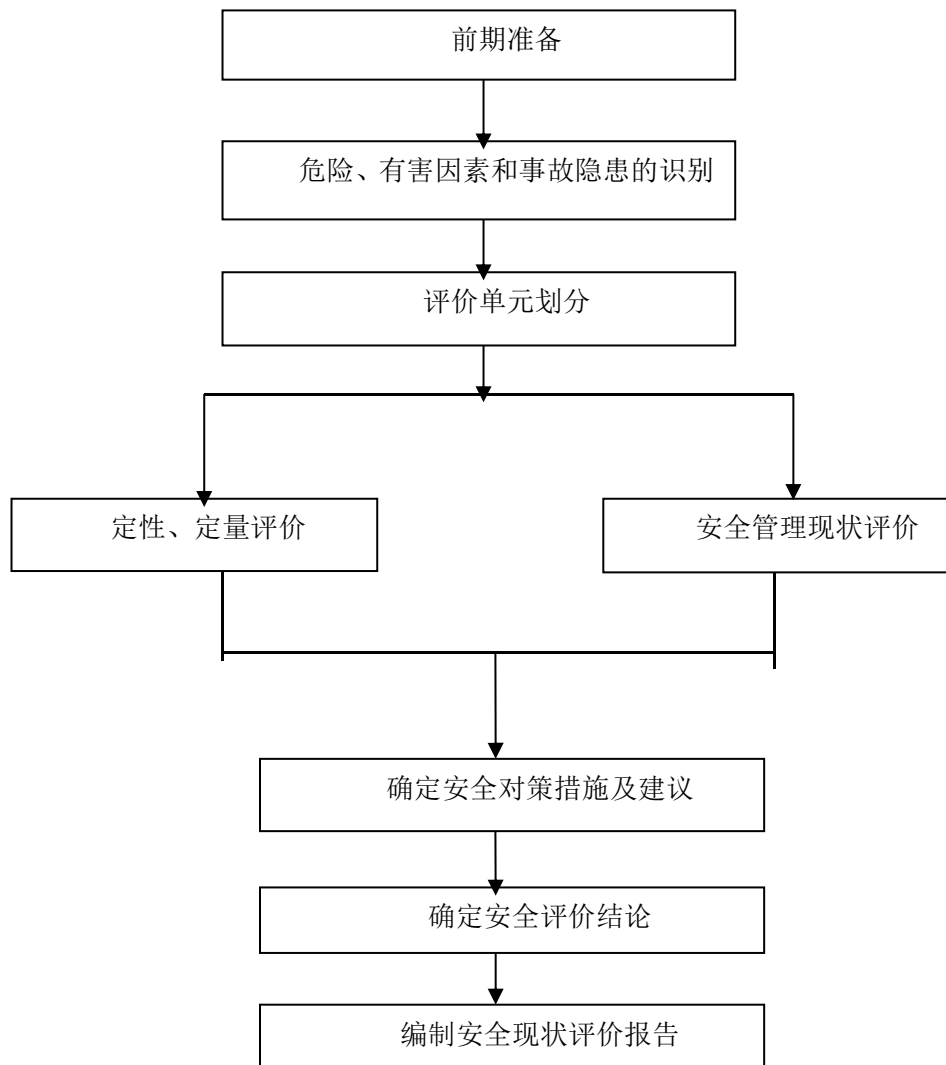 前期准备
危险、有害因素和事故隐患的识别
评价单元划分
定性、定量评价
安全管理现状评价
确定安全对策措施及建议
确定安全评价结论
编制安全现状评价报告